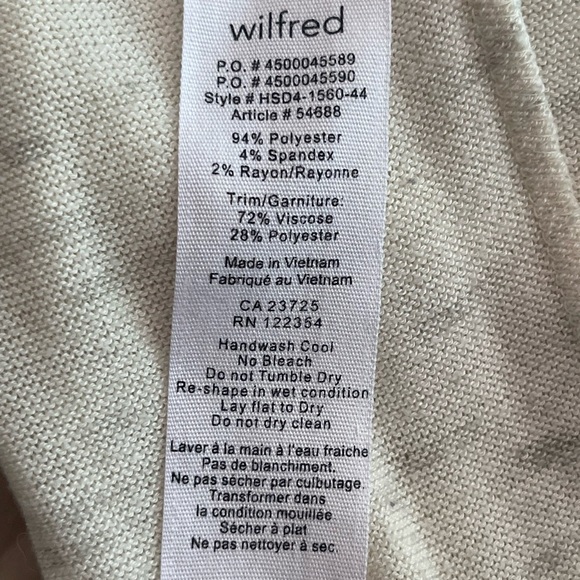 wilfred
P.O. # 4500045589
P.O. # 4500045590
Style # HSD4-1560-44
Article # 54688
94% Polyester
4% Spandex
2% Rayon/Rayonne
Trim/Garniture:
72% Viscose
28% Polyester
Made in Vietnam
Fabriqué au Vietnam
CA 23725
RN 122354
Handwash Cool
No Bleach
Do not Tumble Dry
Re-shape in wet condition
Lay flat to Dry
Do not dry clean
Laver à la main à l'eau fraiche
Pas de blanchiment.
Ne pas sécher par culbutage.
Transformer dans
la condition mouillée
Sécher à plat
Ne pas nettoyer à sec.